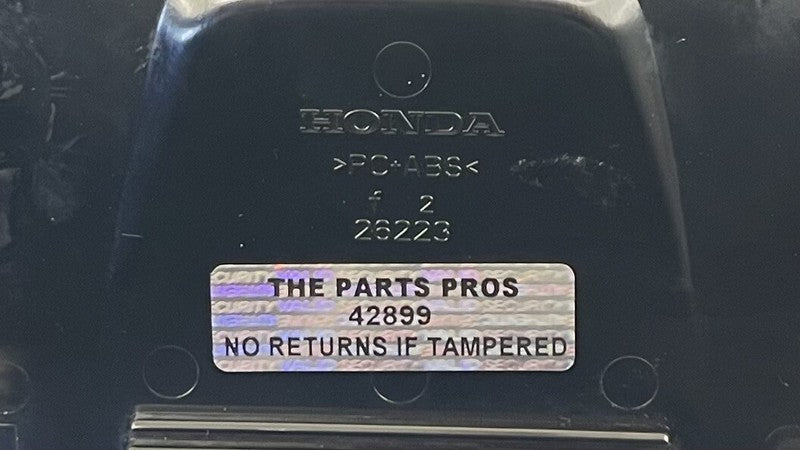 HONDA
>PC+ABS<
f 2
26223
THE PARTS PROS
42899
NO RETURNS IF TAMPERED